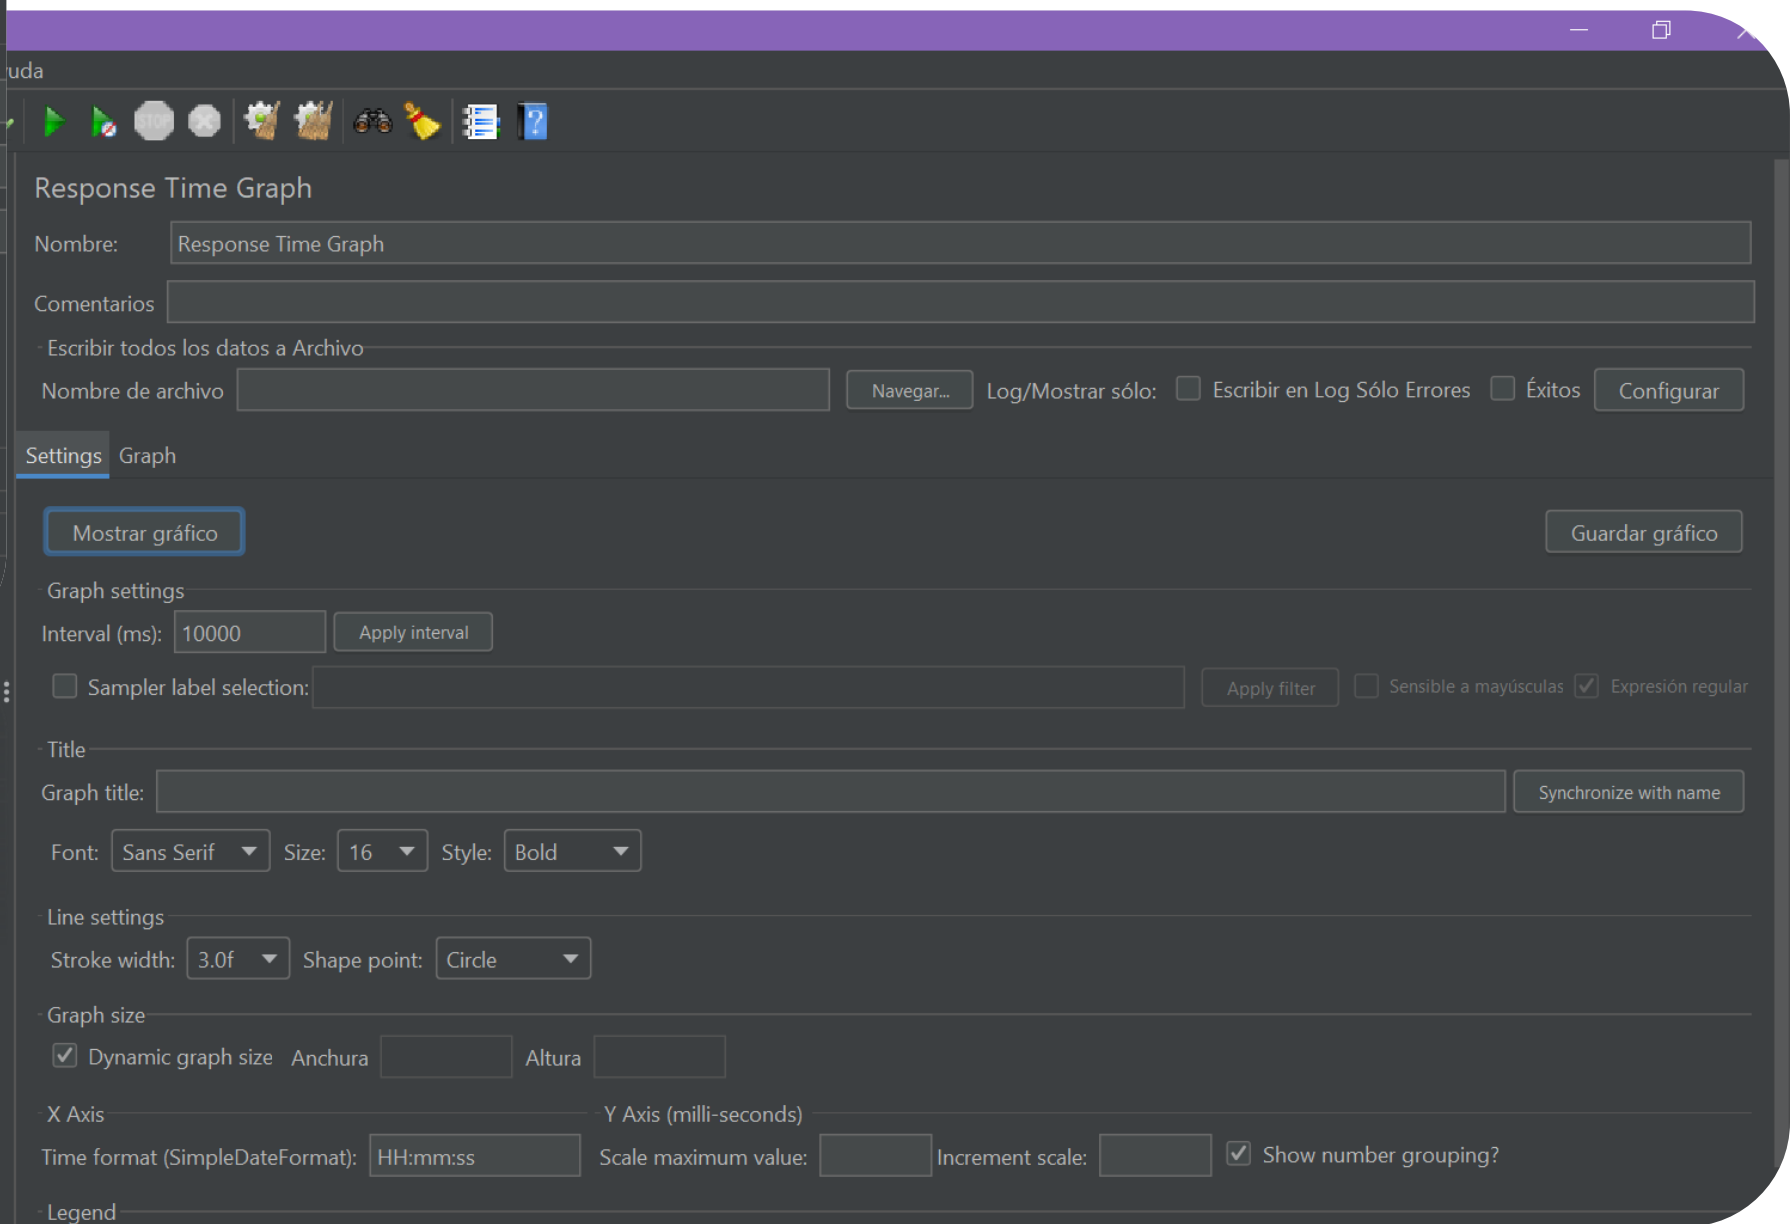 uda
STOP
?
Response Time Graph
Nombre: Response Time Graph
Comentarios
Escribir todos los datos a Archivo
Nombre de archivo Navegar... Log/Mostrar sólo: Escribir en Log Sólo Errores Éxitos Configurar
Settings Graph
Mostrar gráfico Guardar gráfico
Graph settings
Interval (ms): 10000 Apply interval
Sampler label selection: Apply filter Sensible a mayúsculas Expresión regular
Title
Graph title: Synchronize with name
Font: Sans Serif Size: 16 Style: Bold
Line settings
Stroke width: 3.0f Shape point: Circle
Graph size
Dynamic graph size Anchura Altura
X Axis Y Axis (milli-seconds)
Time format (SimpleDateFormat): HH:mm:ss Scale maximum value: Increment scale: Show number grouping?
Legend